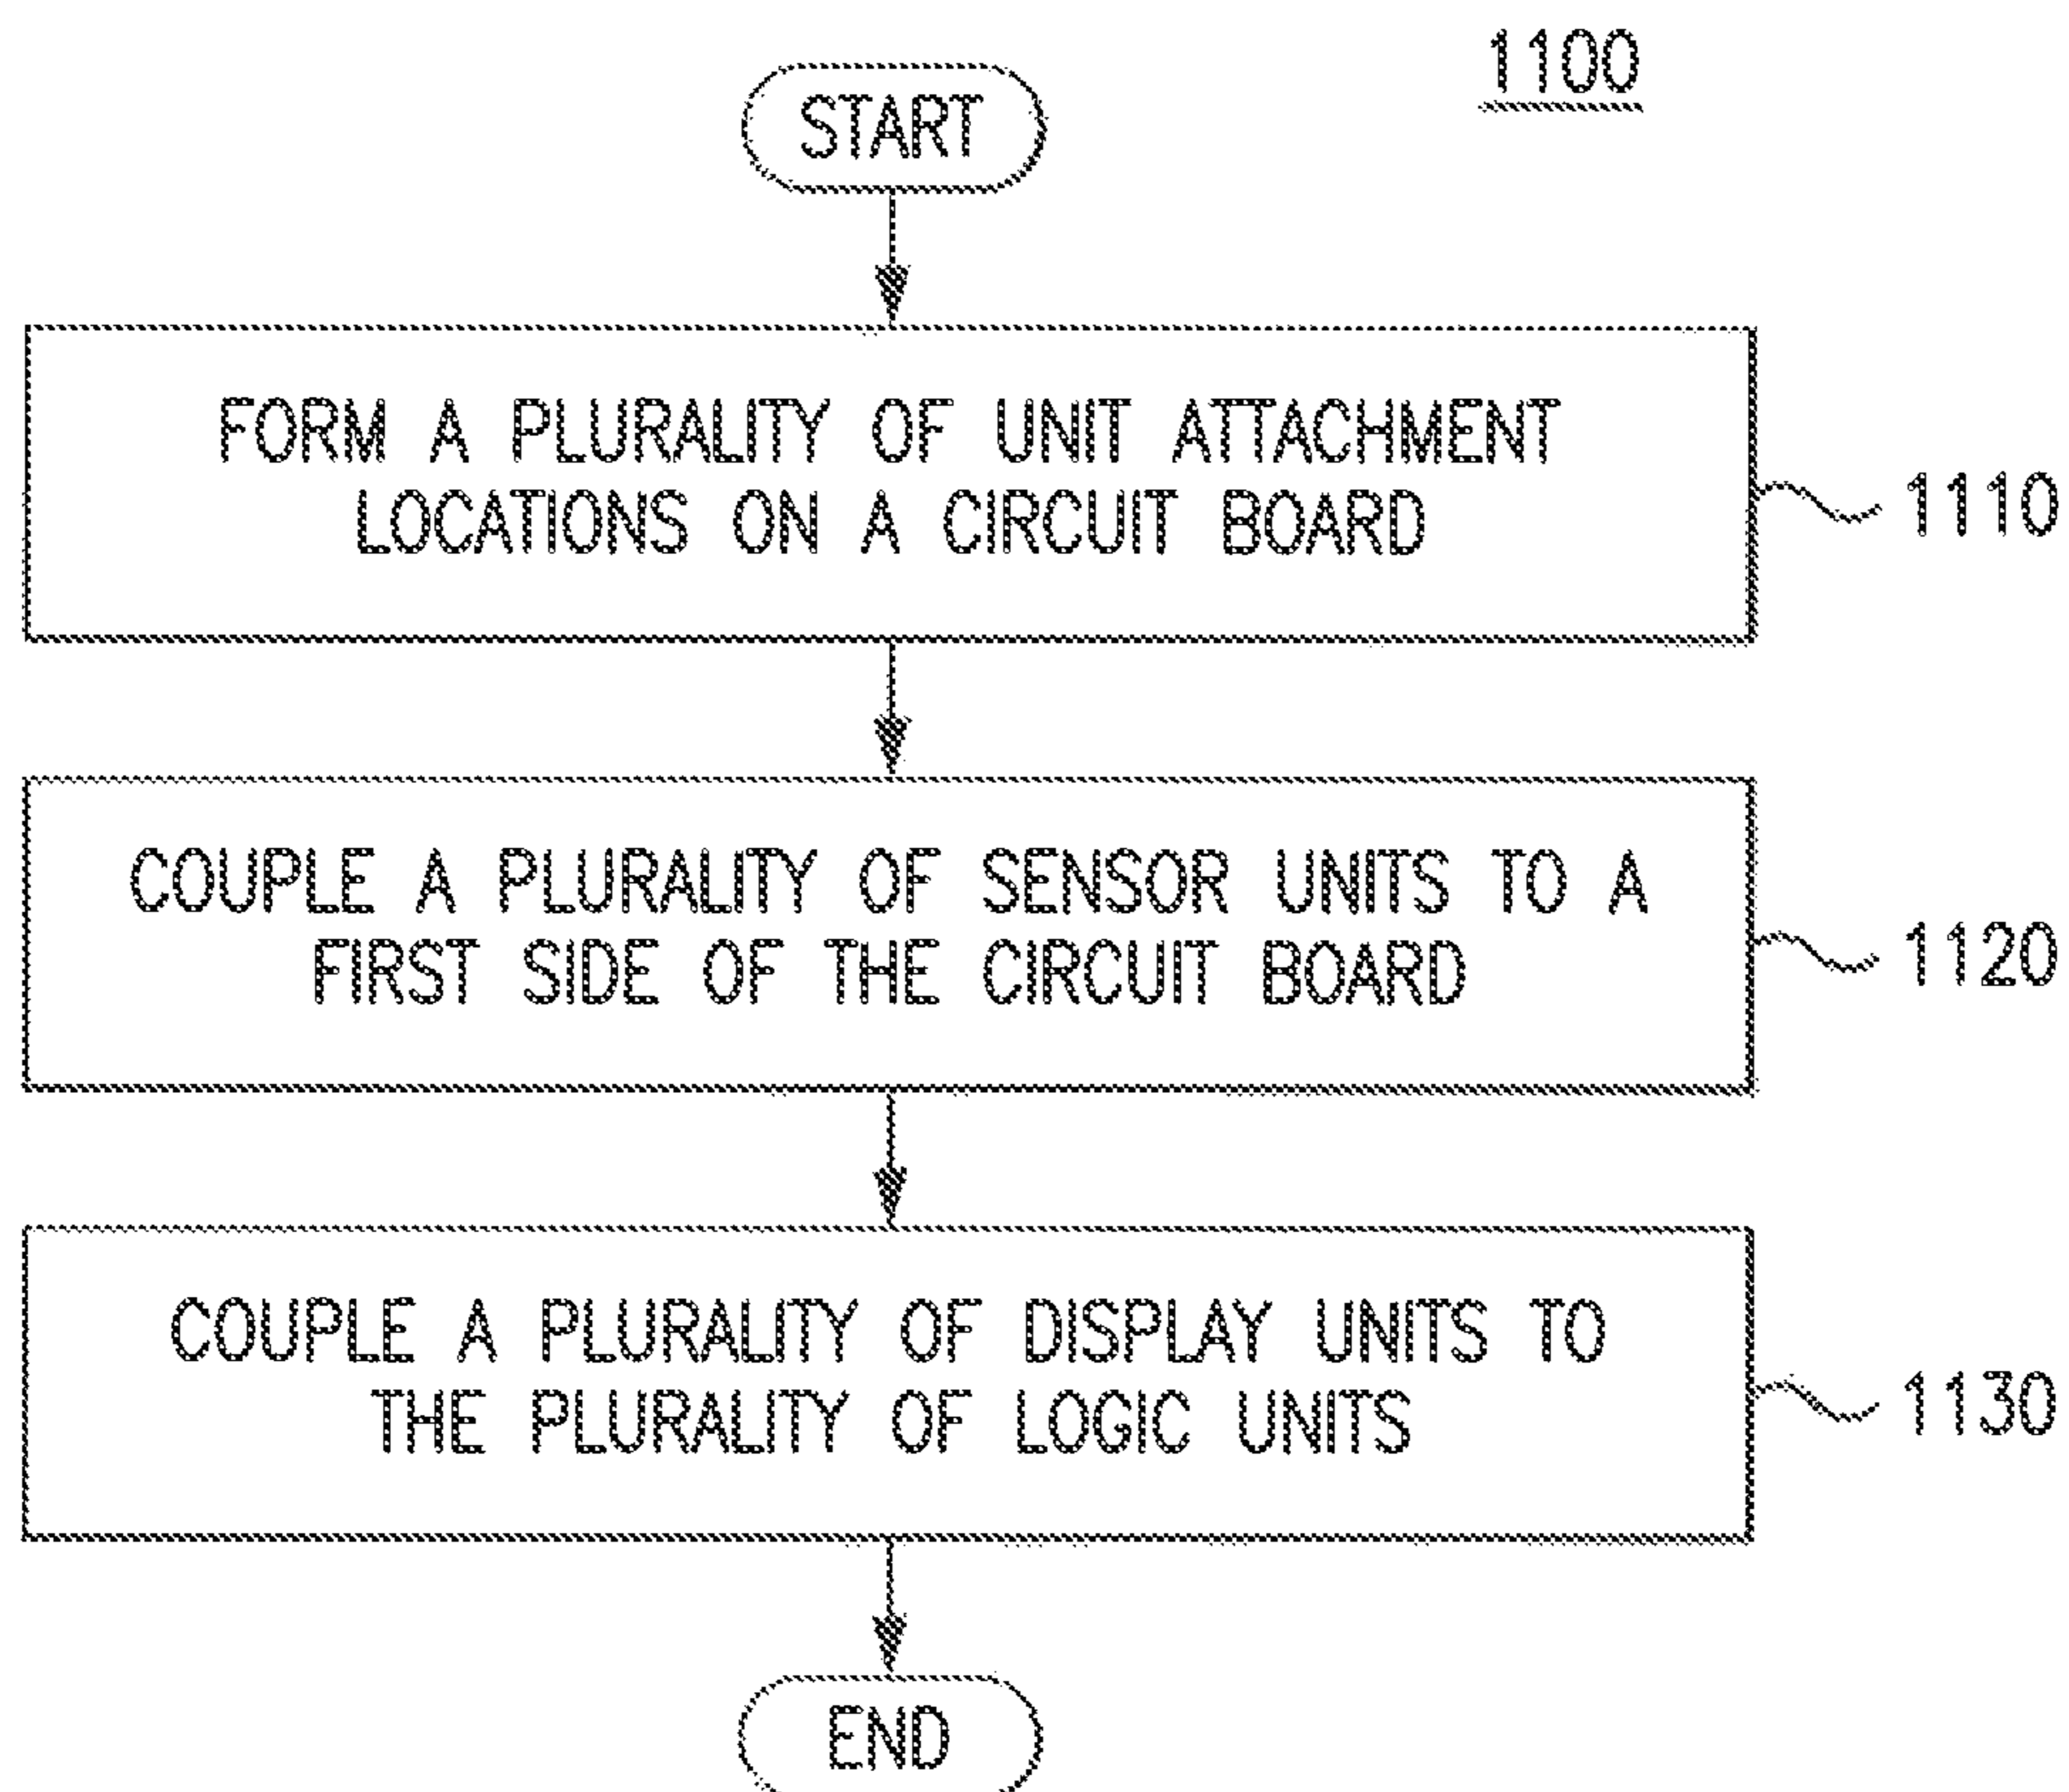 1100
START
FORM A PLURALITY OF UNIT ATTACHMENT
LOCATIONS ON A CIRCUIT BOARD
1110
COUPLE A PLURALITY OF SENSOR UNITS TO A
FIRST SIDE OF THE CIRCUIT BOARD
1120
COUPLE A PLURALITY OF DISPLAY UNITS TO
THE PLURALITY OF LOGIC UNITS
1130
END